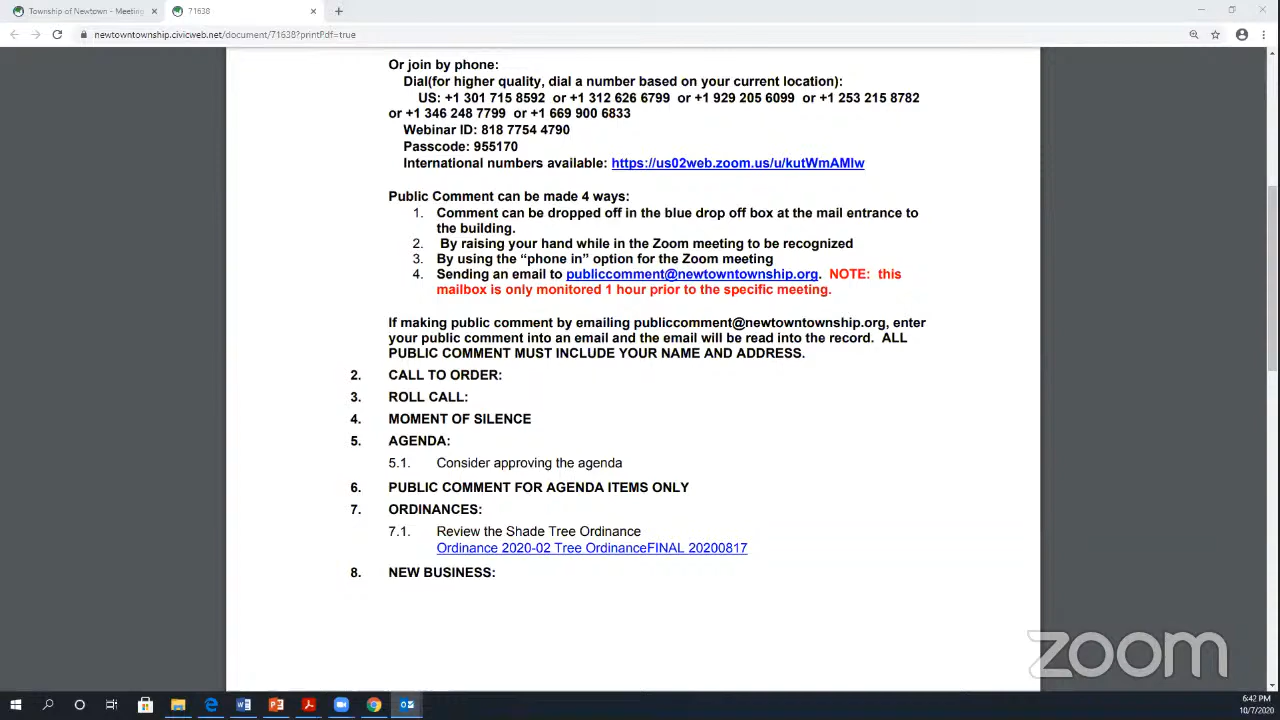 Township of Newtown - Meeting
71638
newtowntownship.civicweb.net/document/71638?printPdf=true
Or join by phone:
Dial(for higher quality, dial a number based on your current location):
US: +1 301 715 8592 or +1 312 626 6799 or +1 929 205 6099 or +1 253 215 8782
or +1 346 248 7799 or +1 669 900 6833
Webinar ID: 818 7754 4790
Passcode: 955170
International numbers available: https://us02web.zoom.us/u/kutWmAMIw
Public Comment can be made 4 ways:
1. Comment can be dropped off in the blue drop off box at the mail entrance to
the building.
2. By raising your hand while in the Zoom meeting to be recognized
3. By using the “phone in” option for the Zoom meeting
4. Sending an email to publiccomment@newtowntownship.org. NOTE: this
mailbox is only monitored 1 hour prior to the specific meeting.
If making public comment by emailing publiccomment@newtowntownship.org, enter
your public comment into an email and the email will be read into the record. ALL
PUBLIC COMMENT MUST INCLUDE YOUR NAME AND ADDRESS.
2. CALL TO ORDER:
3. ROLL CALL:
4. MOMENT OF SILENCE
5. AGENDA:
5.1. Consider approving the agenda
6. PUBLIC COMMENT FOR AGENDA ITEMS ONLY
7. ORDINANCES:
7.1. Review the Shade Tree Ordinance
Ordinance 2020-02 Tree OrdinanceFINAL 20200817
8. NEW BUSINESS:
zoom
6:42 PM
10/7/2020